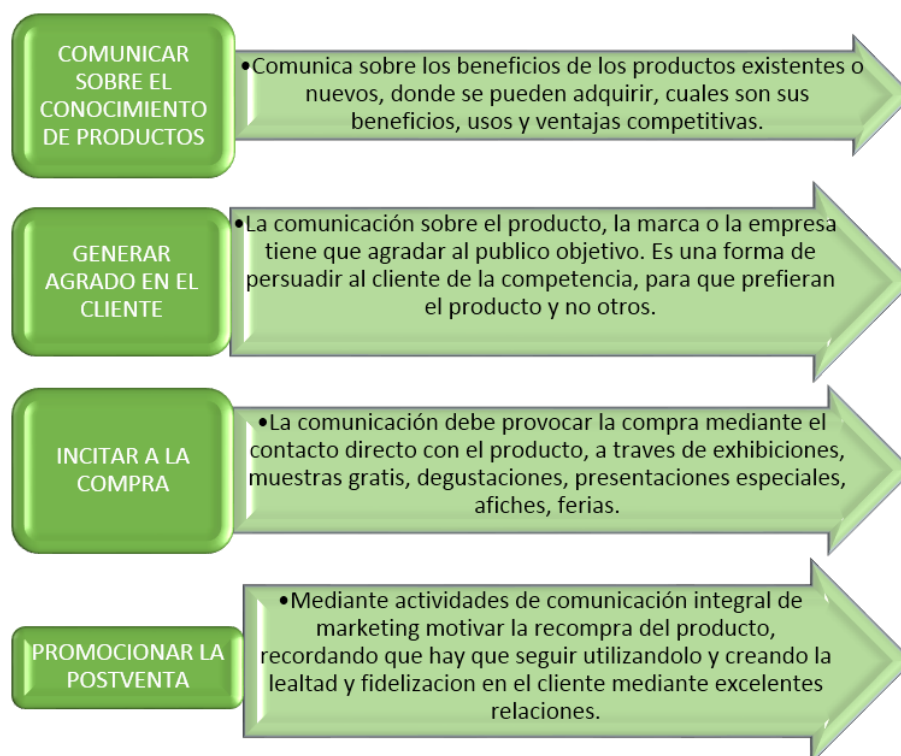 COMUNICAR
SOBRE EL
CONOCIMIENTO
DE PRODUCTOS
•Comunica sobre los beneficios de los productos existentes o
nuevos, donde se pueden adquirir, cuales son sus
beneficios, usos y ventajas competitivas.
GENERAR
AGRADO EN EL
CLIENTE
•La comunicación sobre el producto, la marca o la empresa
tiene que agradar al publico objetivo. Es una forma de
persuadir al cliente de la competencia, para que prefieran
el producto y no otros.
INCITAR A LA
COMPRA
•La comunicación debe provocar la compra mediante el
contacto directo con el producto, a traves de exhibiciones,
muestras gratis, degustaciones, presentaciones especiales,
afiches, ferias.
PROMOCIONAR LA
POSTVENTA
•Mediante actividades de comunicación integral de
marketing motivar la recompra del producto,
recordando que hay que seguir utilizandolo y creando la
lealtad y fidelizacion en el cliente mediante excelentes
relaciones.